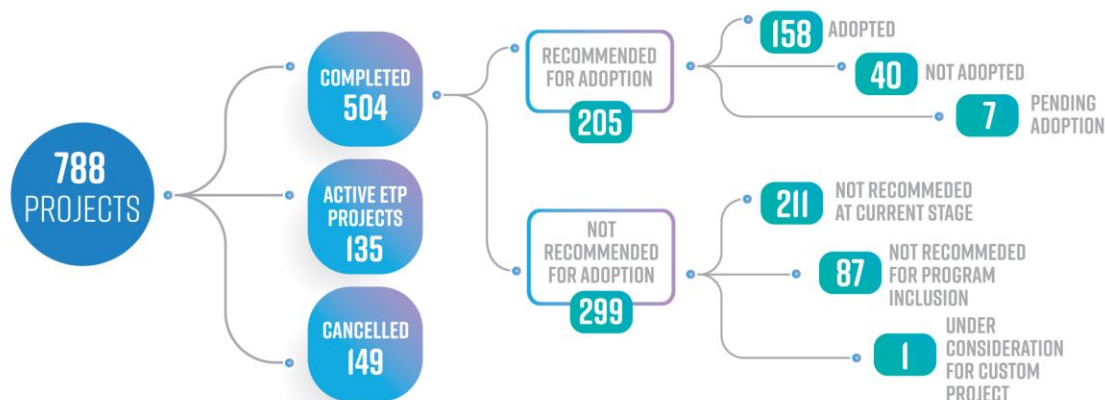 788
PROJECTS
COMPLETED
504
ACTIVE ETP
PROJECTS
135
CANCELLED
149
RECOMMENDED
FOR ADOPTION
205
NOT
RECOMMENDED
FOR ADOPTION
299
158 ADOPTED
40 NOT ADOPTED
7 PENDING
ADOPTION
211 NOT RECOMMEDED
AT CURRENT STAGE
87 NOT RECOMMEDED
FOR PROGRAM
INCLUSION
1 UNDER
CONSIDERATION
FOR CUSTOM
PROJECT